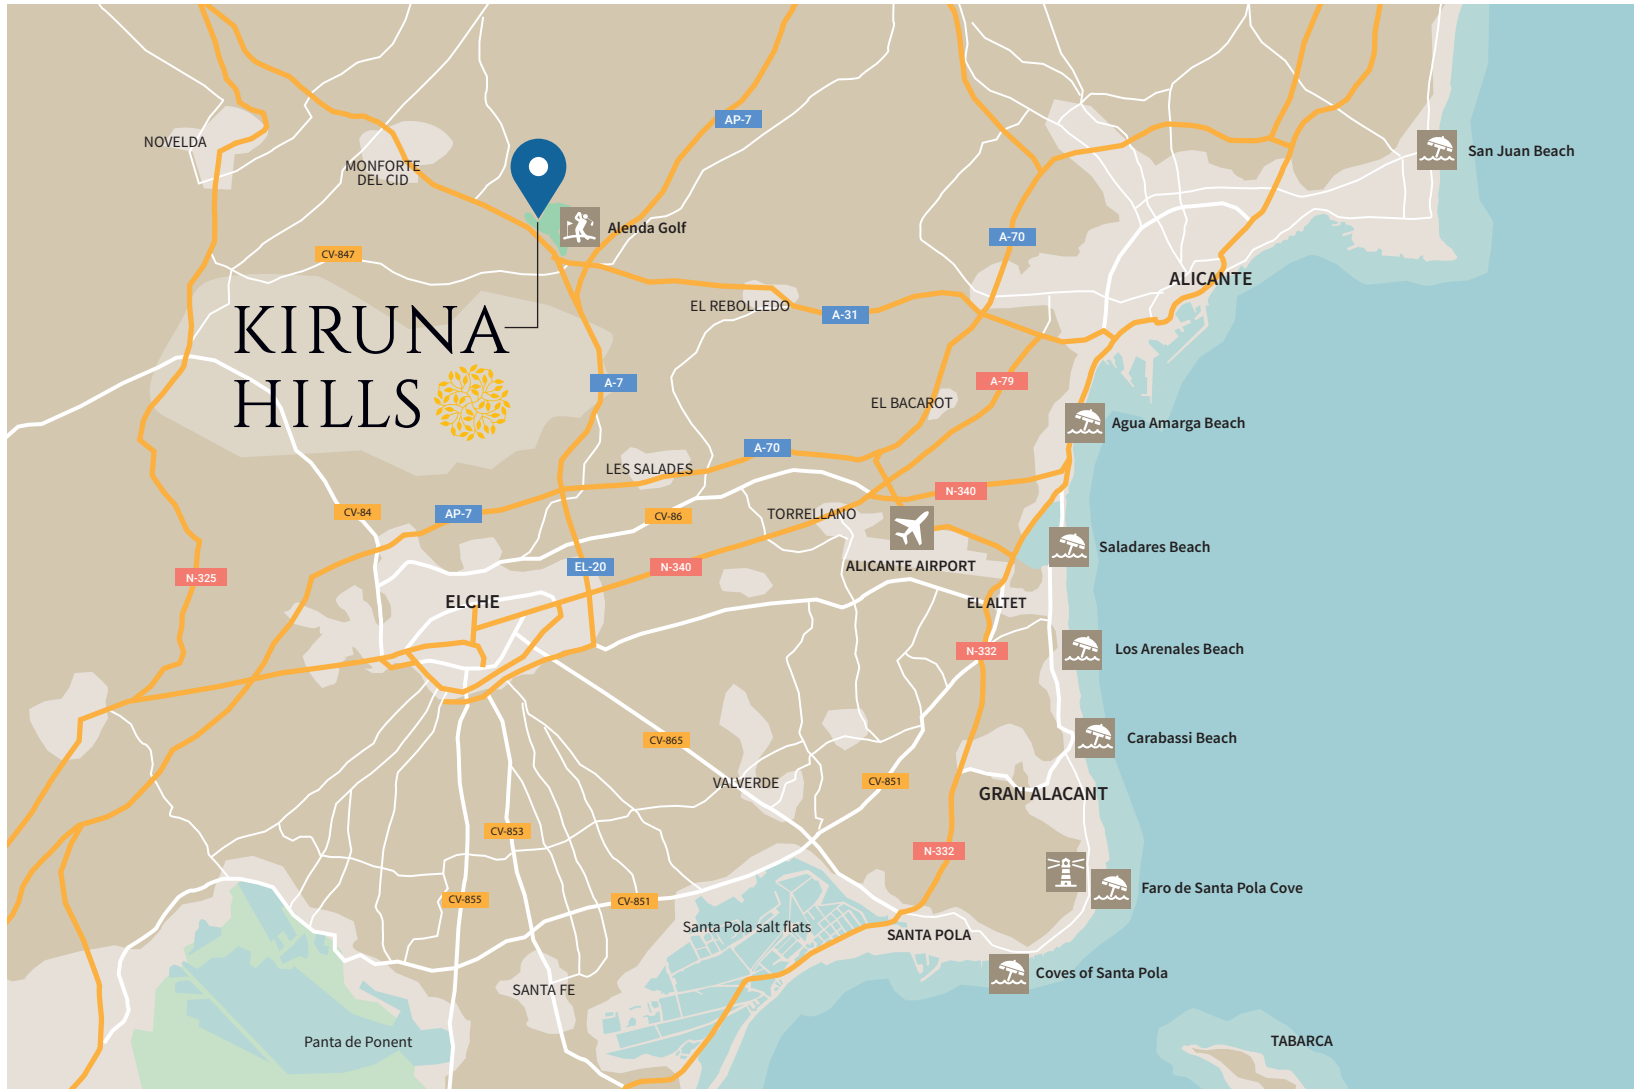 AP-7
NOVELDA
San Juan Beach
MONFORTE
DEL CID
Alenda Golf
A-70
CV-847
ALICANTE
EL REBOLLEDO
A-31
KIRUNA
HILLS
A-7
A-79
EL BACAROT
Agua Amarga Beach
A-70
LES SALADES
N-340
CV-84
AP-7
CV-86
TORRELLANO
Saladares Beach
ALICANTE AIRPORT
EL-20
N-340
N-325
ELCHE
EL ALTET
N-332
Los Arenales Beach
CV-865
Carabassi Beach
VALVERDE
CV-851
GRAN ALACANT
CV-853
N-332
Faro de Santa Pola Cove
CV-855
CV-851
Santa Pola salt flats
SANTA POLA
Coves of Santa Pola
SANTA FE
Panta de Ponent
TABARCA